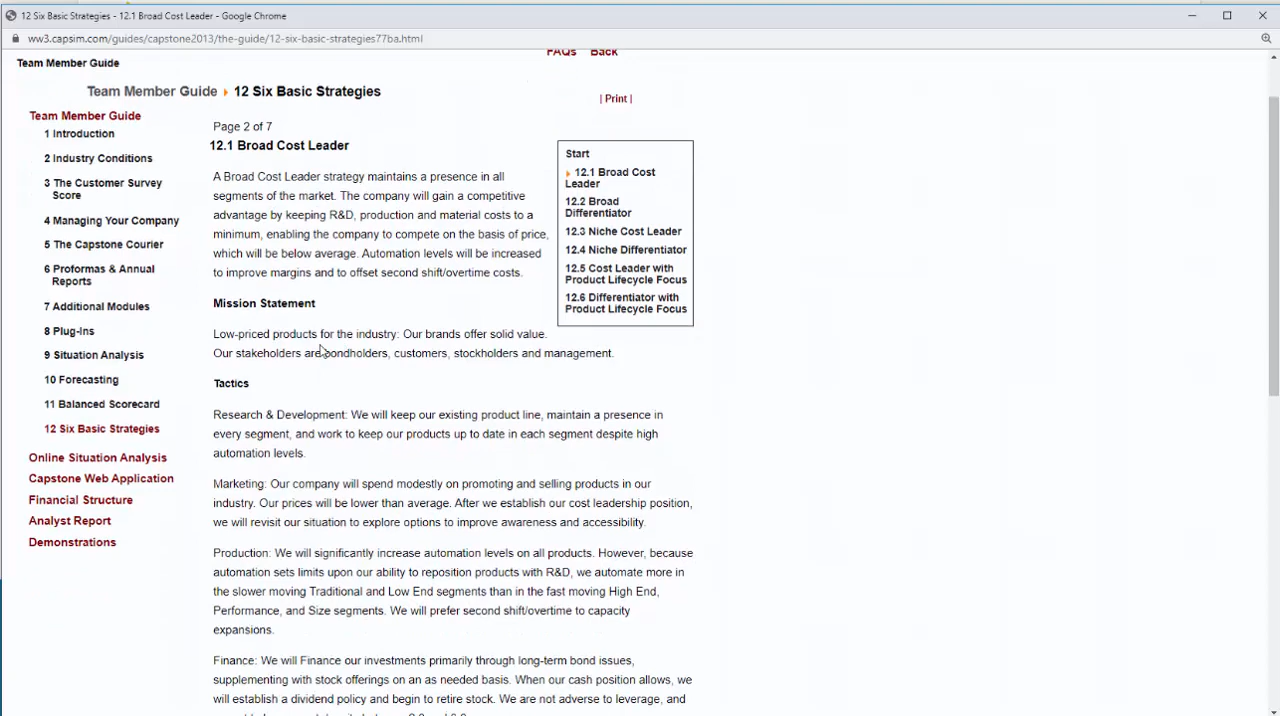 12 Six Basic Strategies - 12.1 Broad Cost Leader - Google Chrome
ww3.capsim.com/guides/capstone2013/the-guide/12-six-basic-strategies77ba.html
FAQs Back
Team Member Guide
Team Member Guide 12 Six Basic Strategies
| Print |
Team Member Guide
1 Introduction
2 Industry Conditions
3 The Customer Survey
Score
4 Managing Your Company
5 The Capstone Courier
6 Proformas & Annual
Reports
7 Additional Modules
8 Plug-Ins
9 Situation Analysis
10 Forecasting
11 Balanced Scorecard
12 Six Basic Strategies
Online Situation Analysis
Capstone Web Application
Financial Structure
Analyst Report
Demonstrations
Page 2 of 7
12.1 Broad Cost Leader
A Broad Cost Leader strategy maintains a presence in all
segments of the market. The company will gain a competitive
advantage by keeping R&D, production and material costs to a
minimum, enabling the company to compete on the basis of price,
which will be below average. Automation levels will be increased
to improve margins and to offset second shift/overtime costs.
Start
12.1 Broad Cost
Leader
12.2 Broad
Differentiator
12.3 Niche Cost Leader
12.4 Niche Differentiator
12.5 Cost Leader with
Product Lifecycle Focus
12.6 Differentiator with
Product Lifecycle Focus
Mission Statement
Low-priced products for the industry: Our brands offer solid value.
Our stakeholders are bondholders, customers, stockholders and management.
Tactics
Research & Development: We will keep our existing product line, maintain a presence in
every segment, and work to keep our products up to date in each segment despite high
automation levels.
Marketing: Our company will spend modestly on promoting and selling products in our
industry. Our prices will be lower than average. After we establish our cost leadership position,
we will revisit our situation to explore options to improve awareness and accessibility.
Production: We will significantly increase automation levels on all products. However, because
automation sets limits upon our ability to reposition products with R&D, we automate more in
the slower moving Traditional and Low End segments than in the fast moving High End,
Performance, and Size segments. We will prefer second shift/overtime to capacity
expansions.
Finance: We will Finance our investments primarily through long-term bond issues,
supplementing with stock offerings on an as needed basis. When our cash position allows, we
will establish a dividend policy and begin to retire stock. We are not adverse to leverage, and